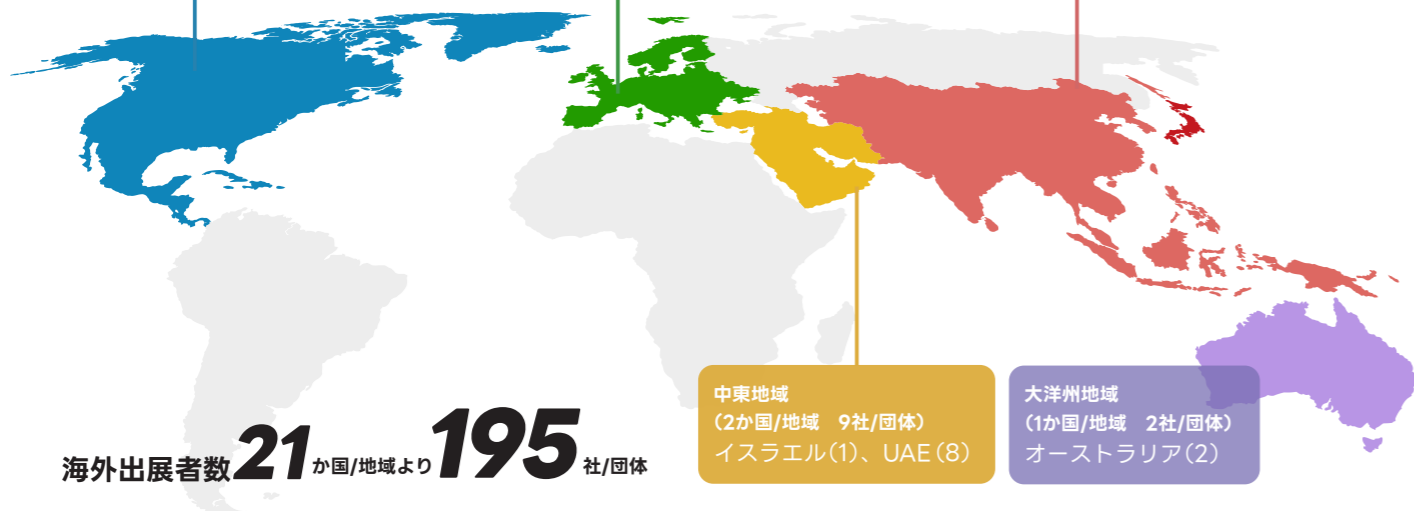 海外出展者数21か国/地域より195社/団体
中東地域
（2か国/地域　9社/団体）
イスラエル（1）、UAE（8）
大洋州地域
（1か国/地域　2社/団体）
オーストラリア（2）